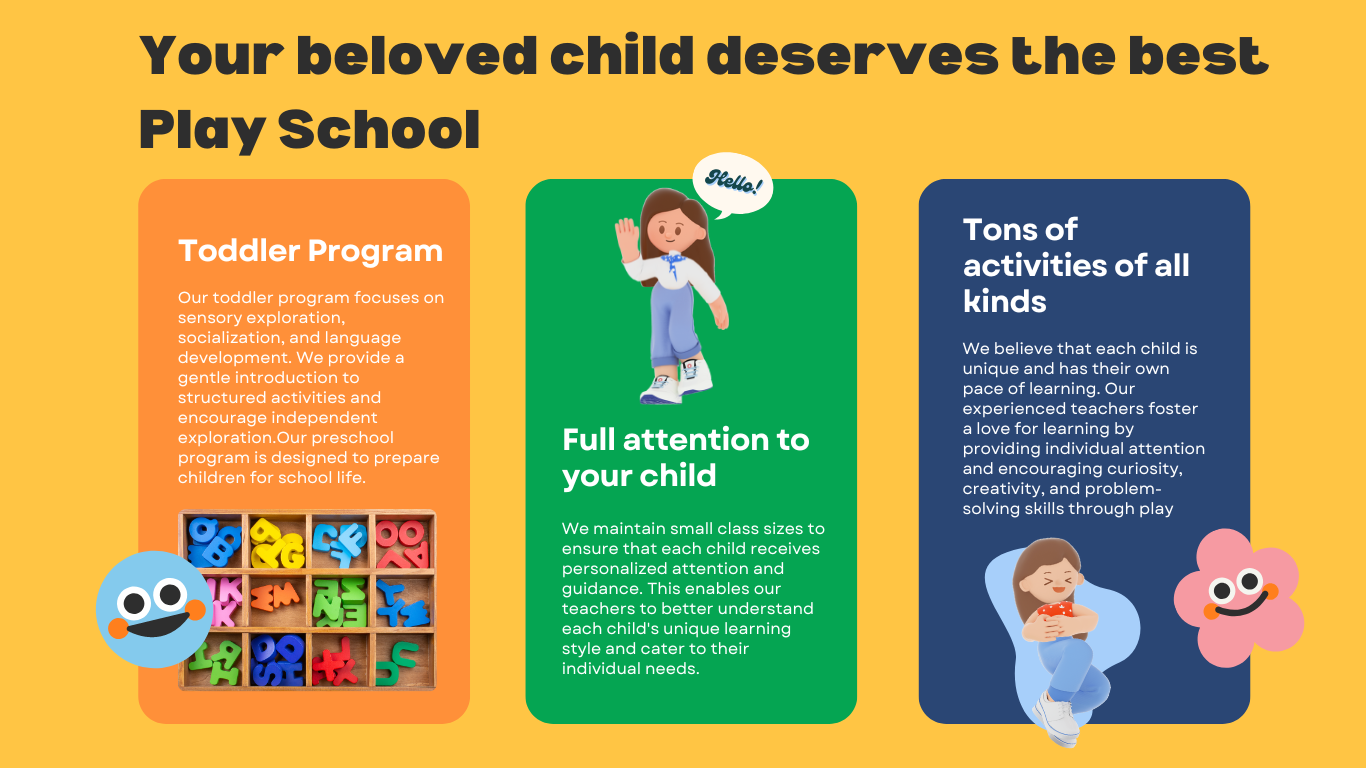 Your beloved child deserves the best
Play School
Toddler Program
Our toddler program focuses on
sensory exploration,
socialization, and language
development. We provide a
gentle introduction to
structured activities and
encourage independent
exploration.Our preschool
program is designed to prepare
children for school life.
Hello!
Full attention to
your child
We maintain small class sizes to
ensure that each child receives
personalized attention and
guidance. This enables our
teachers to better understand
each child's unique learning
style and cater to their
individual needs.
Tons of
activities of all
kinds
We believe that each child is
unique and has their own
pace of learning. Our
experienced teachers foster
a love for learning by
providing individual attention
and encouraging curiosity,
creativity, and problem-
solving skills through play